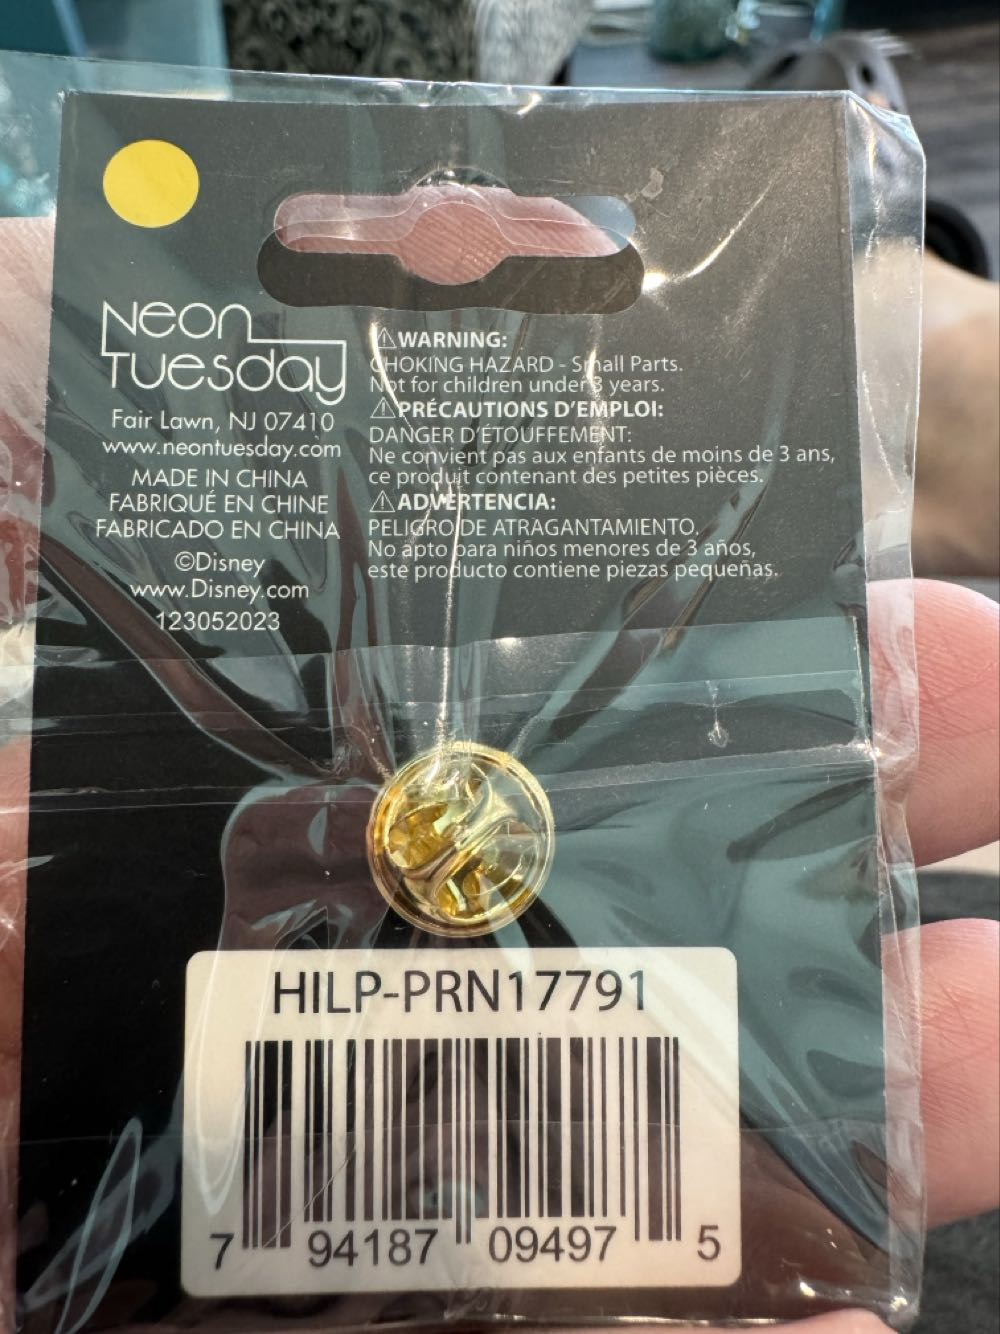 Neon
Tuesday
Fair Lawn, NJ 07410
www.neontuesday.com
MADE IN CHINA
FABRIQUÉ EN CHINE
FABRICADO EN CHINA
©Disney
www.Disney.com
123052023
⚠WARNING:
CHOKING HAZARD - Small Parts.
Not for children under 3 years.
⚠PRÉCAUTIONS D'EMPLOI:
DANGER D'ÉTOUFFEMENT:
Ne convient pas aux enfants de moins de 3 ans,
ce produit contenant des petites pièces.
⚠ADVERTENCIA:
PELIGRO DE ATRAGANTAMIENTO.
No apto para niños menores de 3 años,
este producto contiene piezas pequeñas.
HILP-PRN17791
7 94187 09497 5